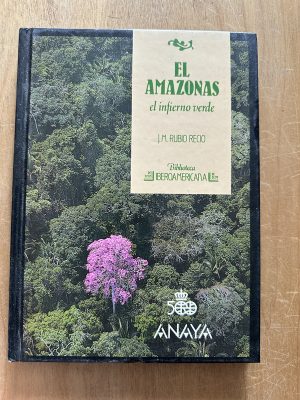 EL
AMAZONAS
el infierno verde
J.M. RUBIO RECIO
Biblioteca
IBEROAMERICANA
500
ANAYA